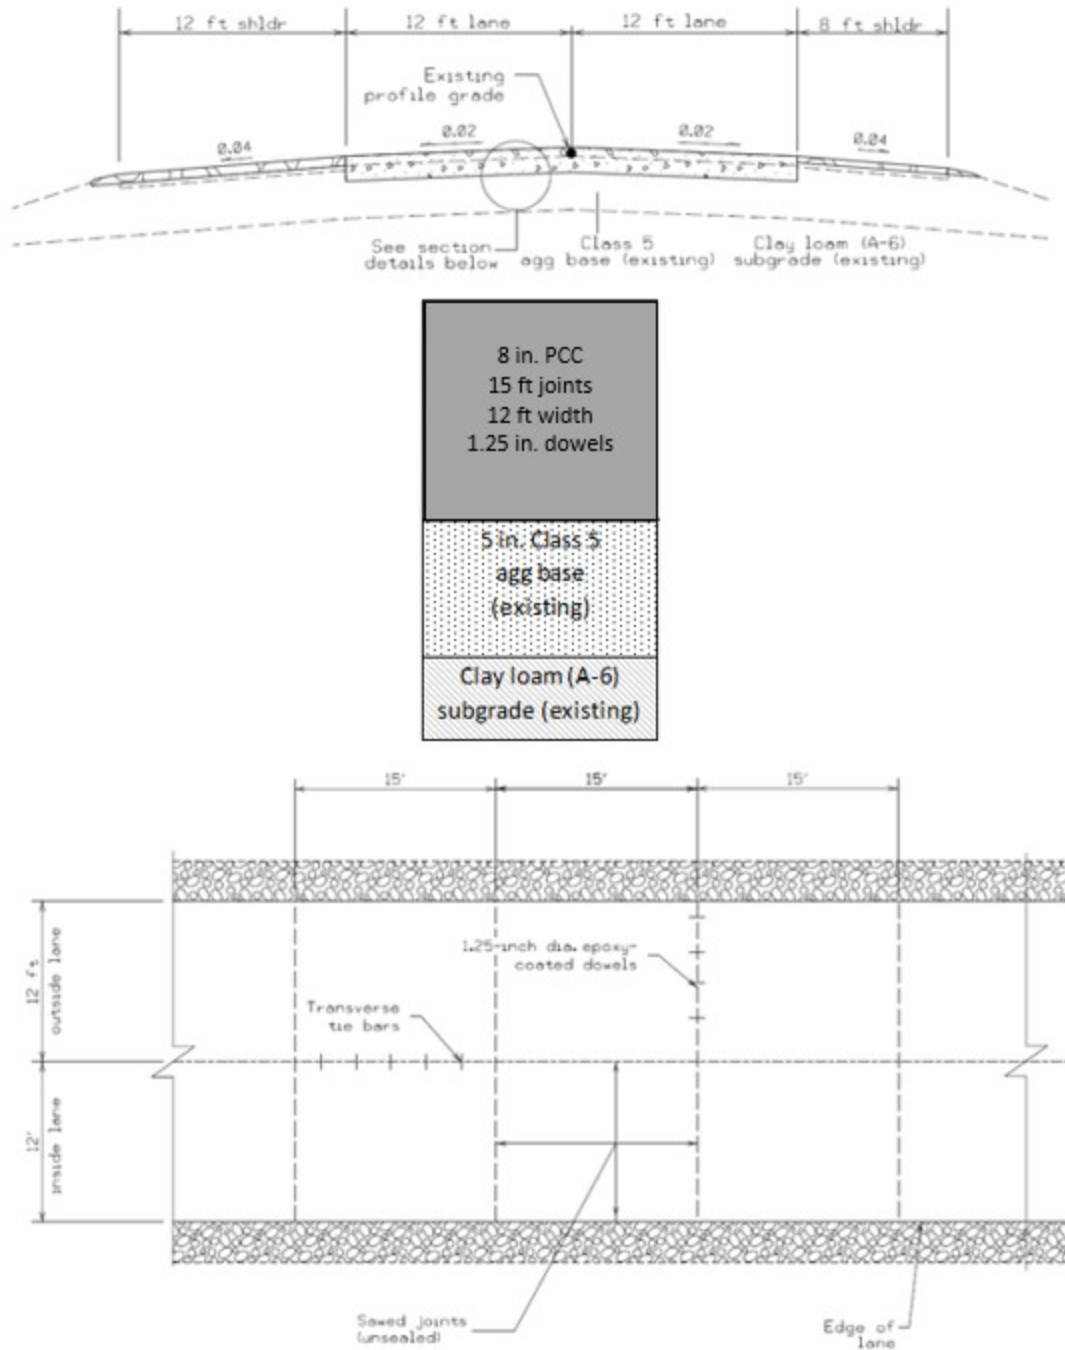 12 ft shldr
12 ft lane
12 ft lane
8 ft shldr
Existing
profile grade
0.04
0.02
0.02
0.04
See section
details below
Class 5
agg base (existing)
Clay loam (A-6)
subgrade (existing)
8 in. PCC
15 ft joints
12 ft width
1.25 in. dowels
5 in. Class 5
agg base
(existing)
Clay loam (A-6)
subgrade (existing)
15'
15'
15'
12 ft
outside lane
1.25-inch dia. epoxy-
coated dowels
Transverse
tie bars
12'
inside lane
Sawed joints
(unsealed)
Edge of
lane